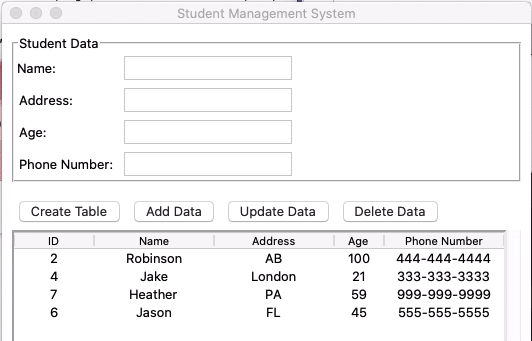 Student Management System
Student Data
Name:
Address:
Age:
Phone Number:
Create Table Add Data Update Data Delete Data
ID Name Address Age Phone Number
2 Robinson AB 100 444-444-4444
4 Jake London 21 333-333-3333
7 Heather PA 59 999-999-9999
6 Jason FL 45 555-555-5555